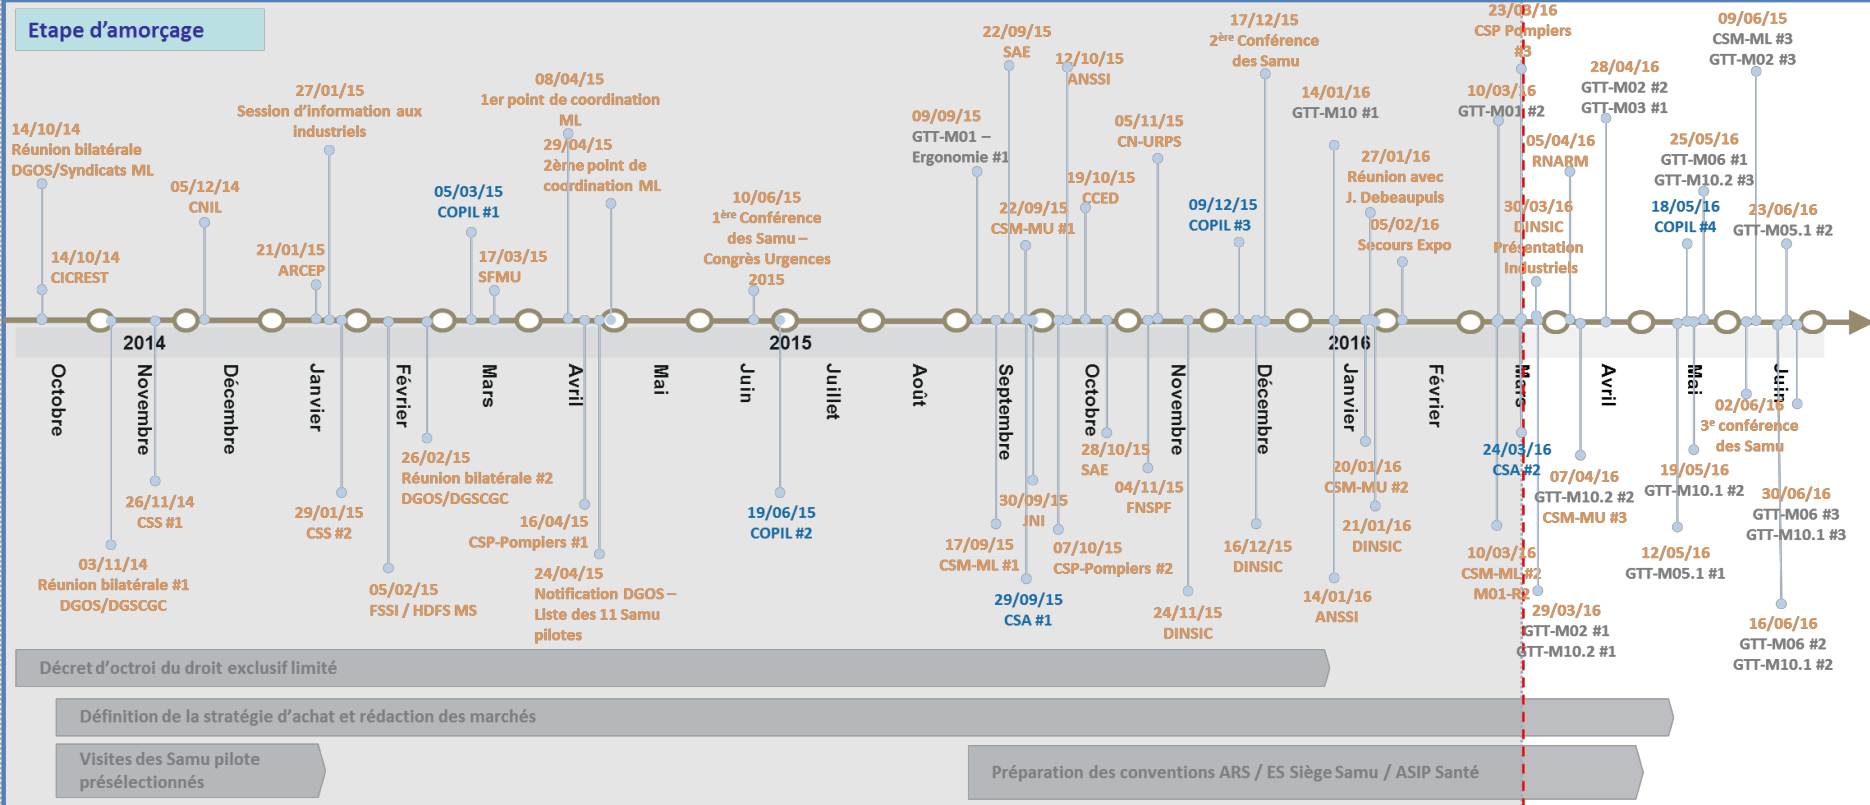 Etape d'amorçage
14/10/14
Réunion bilatérale
DGOS/Syndicats ML
14/10/14
CICREST
05/12/14
CNIL
27/01/15
Session d'information aux
industriels
21/01/15
ARCEP
05/03/15
COPIL #1
17/03/15
SFMU
08/04/15
1er point de coordination
ML
29/04/15
2ème point de
coordination ML
10/06/15
1ère Conférence
des Samu –
Congrès Urgences
2015
09/09/15
GTT-M01 –
Ergonomie #1
22/09/15
SAE
22/09/15
CSM-MU #1
12/10/15
ANSSI
19/10/15
CCED
05/11/15
CN-URPS
17/12/15
2ère Conférence
des Samu
09/12/15
COPIL #3
14/01/16
GTT-M10 #1
27/01/16
Réunion avec
J. Debeaupuis
05/02/16
Secours Expo
23/03/16
CSP Pompiers
#3
10/03/16
GTT-M01 #2
05/04/16
RNARM
30/03/16
DINSIC
Présentation
Industriels
28/04/16
GTT-M02 #2
GTT-M03 #1
09/06/15
CSM-ML #3
GTT-M02 #3
25/05/16
GTT-M06 #1
GTT-M10.2 #3
18/05/16
COPIL #4
23/06/16
GTT-M05.1 #2
2014
2015
2016
Octobre
Novembre
Décembre
Janvier
Février
Mars
Avril
Mai
Juin
Juillet
Août
Septembre
Octobre
Novembre
Décembre
Janvier
Février
Mars
Avril
Mai
Juin
03/11/14
Réunion bilatérale #1
DGOS/DGSCGC
26/11/14
CSS #1
29/01/15
CSS #2
05/02/15
FSSI / HDFS MS
26/02/15
Réunion bilatérale #2
DGOS/DGSCGC
16/04/15
CSP-Pompiers #1
24/04/15
Notification DGOS –
Liste des 11 Samu
pilotes
19/06/15
COPIL #2
17/09/15
CSM-ML #1
30/09/15
JNI
29/09/15
CSA #1
07/10/15
CSP-Pompiers #2
28/10/15
SAE
04/11/15
FNSPF
24/11/15
DINSIC
16/12/15
DINSIC
14/01/16
ANSSI
20/01/16
CSM-MU #2
21/01/16
DINSIC
24/03/16
CSA #2
10/03/16
CSM-ML #2
M01-R2
29/03/16
GTT-M02 #1
GTT-M10.2 #1
07/04/16
GTT-M10.2 #2
CSM-MU #3
12/05/16
GTT-M05.1 #1
19/05/16
GTT-M10.1 #2
02/06/16
3e conférence
des Samu
30/06/16
GTT-M06 #3
GTT-M10.1 #3
16/06/16
GTT-M06 #2
GTT-M10.1 #2
Décret d'octroi du droit exclusif limité
Définition de la stratégie d'achat et rédaction des marchés
Visites des Samu pilote
présélectionnés
Préparation des conventions ARS / ES Siège Samu / ASIP Santé